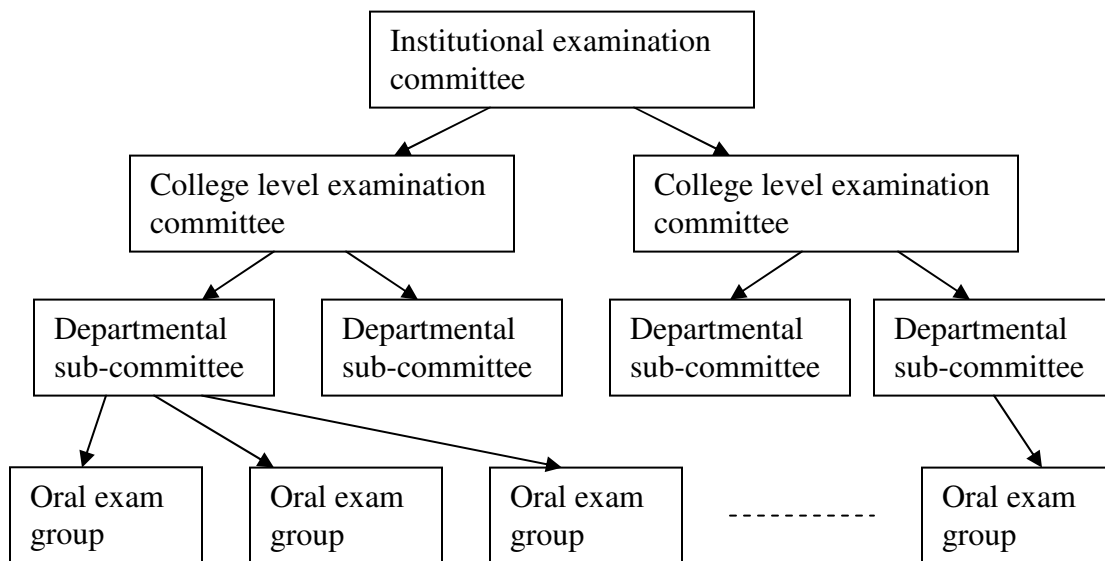 Institutional examination
committee
College level examination
committee
College level examination
committee
Departmental
sub-committee
Departmental
sub-committee
Departmental
sub-committee
Departmental
sub-committee
Oral exam
group
Oral exam
group
Oral exam
group
Oral exam
group